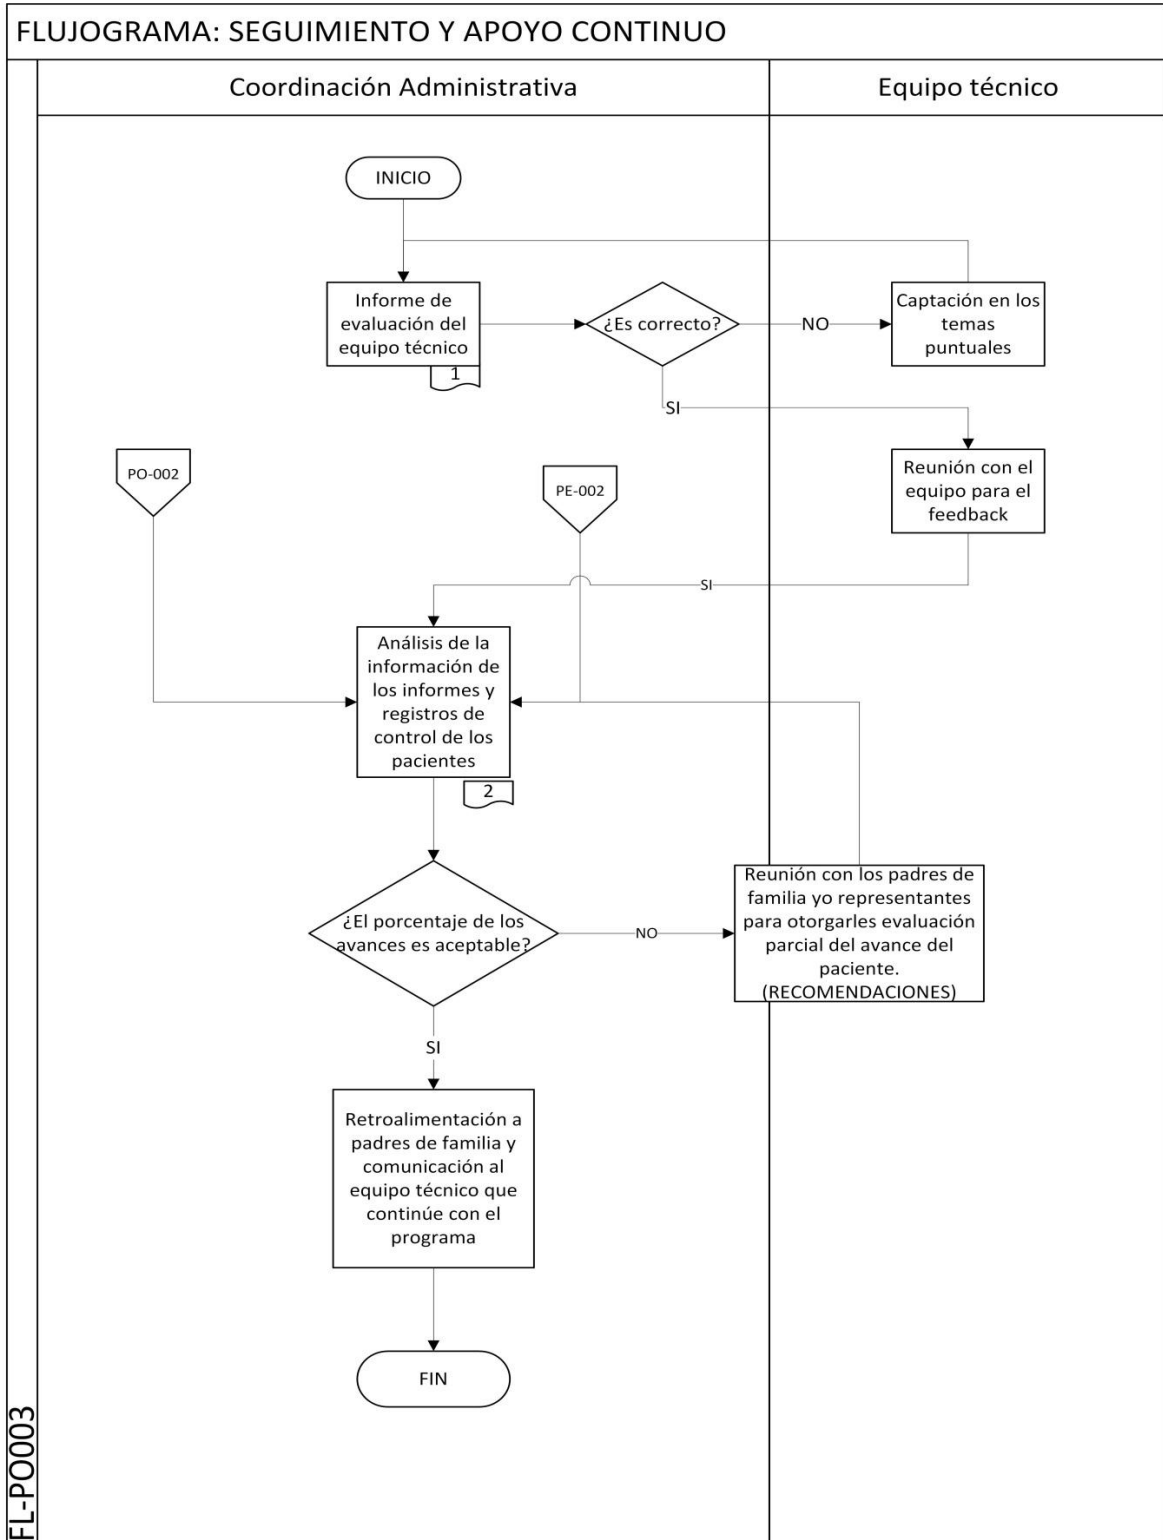 FLUJOGRAMA: SEGUIMIENTO Y APOYO CONTINUO
Coordinación Administrativa
Equipo técnico
INICIO
Informe de
evaluación del
equipo técnico
1
¿Es correcto?
NO
Captación en los
temas
puntuales
SI
PO-002
PE-002
Reunión con el
equipo para el
feedback
SI
Análisis de la
información de
los informes y
registros de
control de los
pacientes
2
¿El porcentaje de los
avances es aceptable?
NO
Reunión con los padres de
familia yo representantes
para otorgarles evaluación
parcial del avance del
paciente.
(RECOMENDACIONES)
SI
Retroalimentación a
padres de familia y
comunicación al
equipo técnico que
continúe con el
programa
FIN
FL-PO003